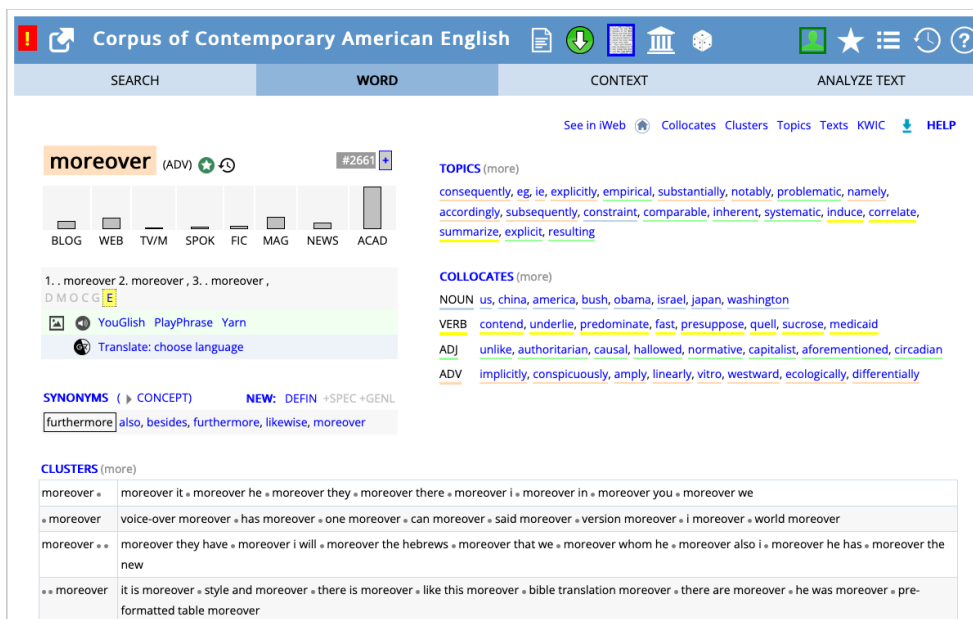 ! Corpus of Contemporary American English ?
SEARCH WORD CONTEXT ANALYZE TEXT
See in iWeb Collocates Clusters Topics Texts KWIC HELP
moreover (ADV) #2661 +
BLOG WEB TV/M SPOK FIC MAG NEWS ACAD
1. . moreover 2. moreover , 3. . moreover ,
D M O C G E
YouGlish PlayPhrase Yarn
Translate: choose language
SYNONYMS ( CONCEPT) NEW: DEFIN +SPEC +GENL
furthermore also, besides, furthermore, likewise, moreover
TOPICS (more)
consequently, eg, ie, explicitly, empirical, substantially, notably, problematic, namely,
accordingly, subsequently, constraint, comparable, inherent, systematic, induce, correlate,
summarize, explicit, resulting
COLLOCATES (more)
NOUN us, china, america, bush, obama, israel, japan, washington
VERB contend, underlie, predominate, fast, presuppose, quell, sucrose, medicaid
ADJ unlike, authoritarian, causal, hallowed, normative, capitalist, aforementioned, circadian
ADV implicitly, conspicuously, amply, linearly, vitro, westward, ecologically, differentially
CLUSTERS (more)
moreover • moreover it • moreover he • moreover they • moreover there • moreover i • moreover in • moreover you • moreover we
• moreover voice-over moreover • has moreover • one moreover • can moreover • said moreover • version moreover • i moreover • world moreover
moreover • • moreover they have • moreover i will • moreover the hebrews • moreover that we • moreover whom he • moreover also i • moreover he has • moreover the
new
• • moreover it is moreover • style and moreover • there is moreover • like this moreover • bible translation moreover • there are moreover • he was moreover • pre-
formatted table moreover